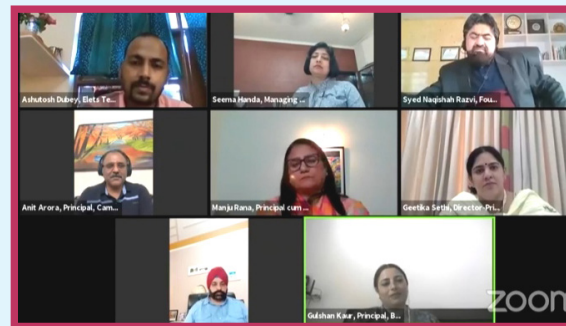 Ashutosh Dubey, Elets Te...
Seema Handa, Managing ...
Syed Naqishah Razvi, Fou...
Anit Arora, Principal, Cam...
Manju Rana, Principal cum ...
Geetika Sethi, Director-Pri...
Gulshan Kaur, Principal, B...
zoom